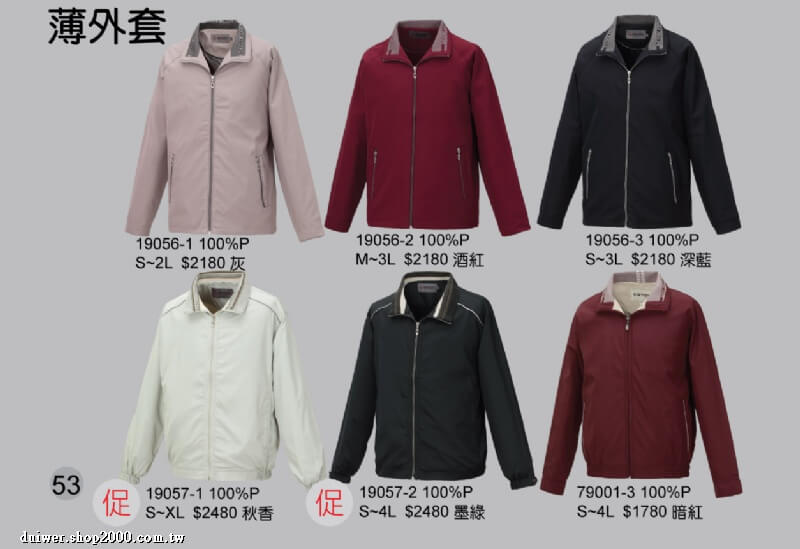 薄外套
19056-1 100%P
S~2L $2180 灰
19056-2 100%P
M~3L $2180 酒紅
19056-3 100%P
S~3L $2180 深藍
53
促
19057-1 100%P
S~XL $2480 秋香
促
19057-2 100%P
S~4L $2480 墨綠
79001-3 100%P
S~4L $1780 暗紅
duiwer.shop2000.com.tw